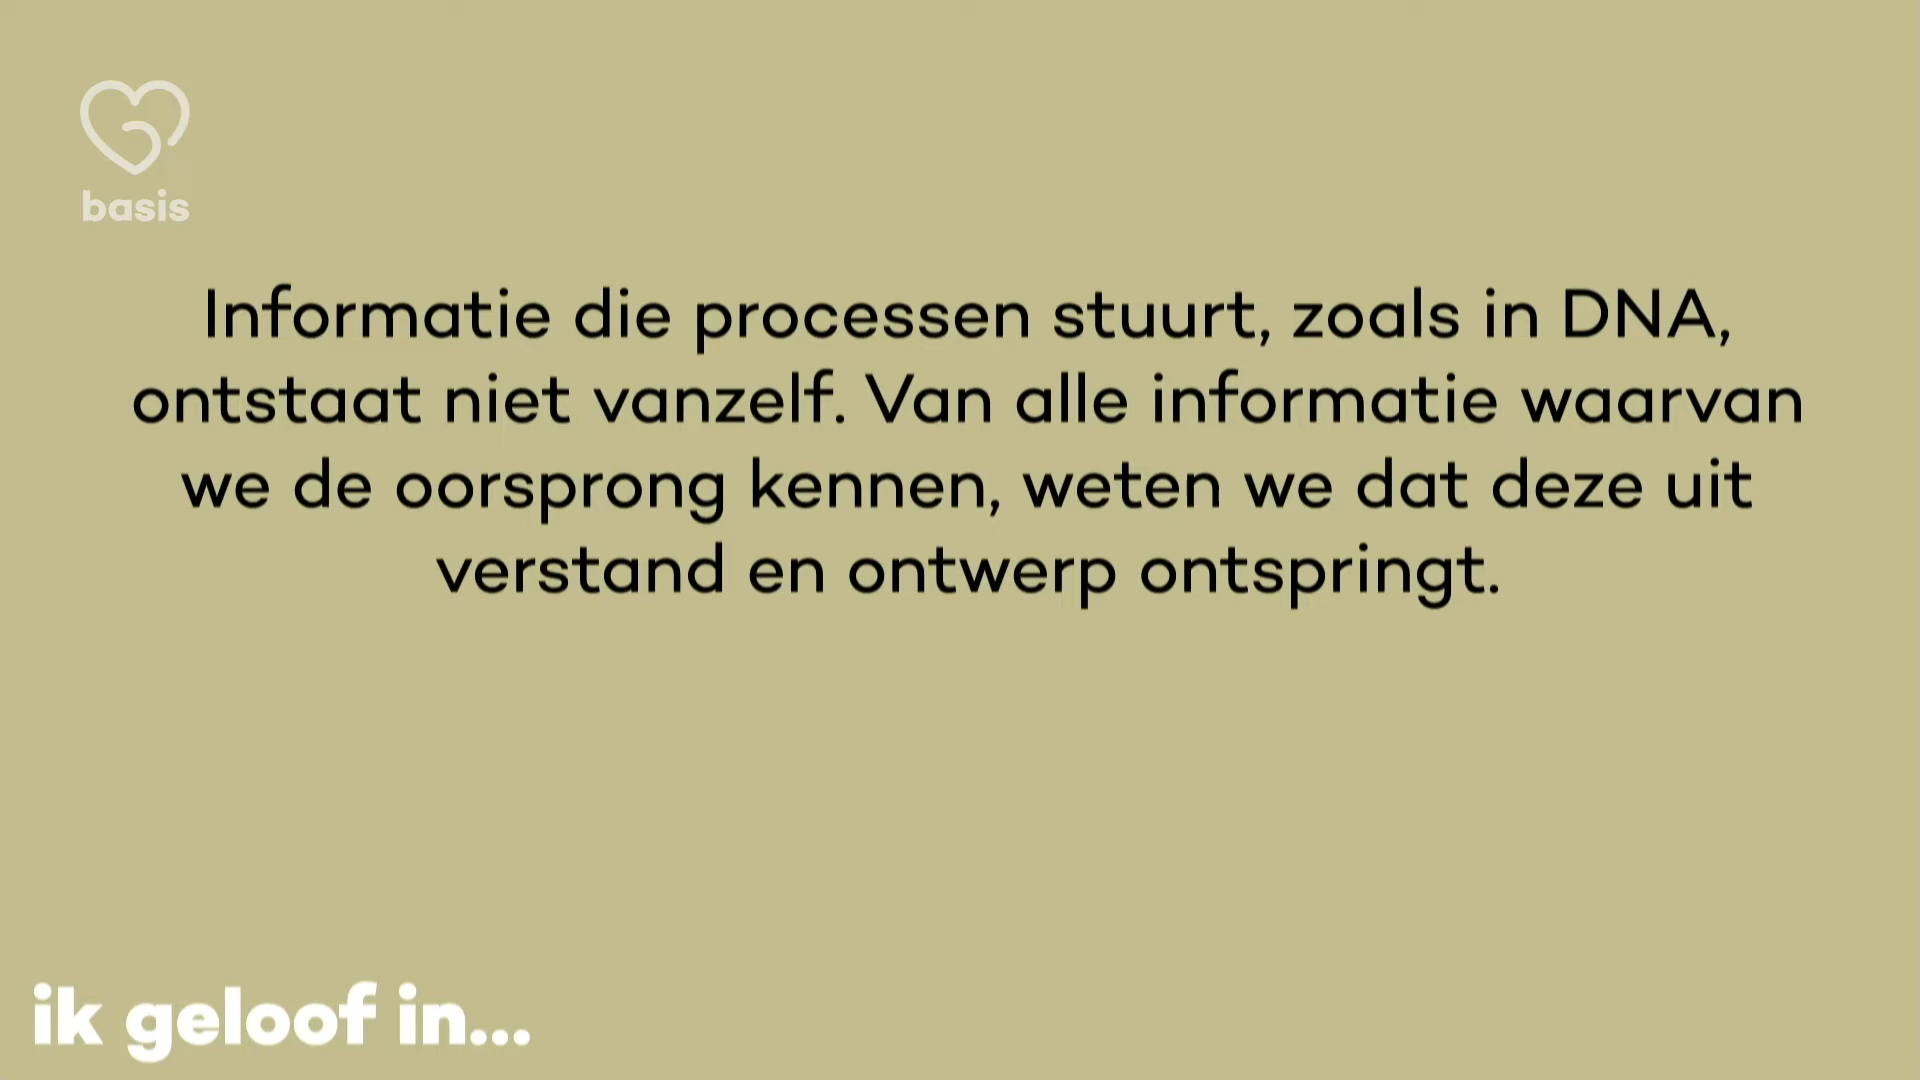 basis
Informatie die processen stuurt, zoals in DNA,
ontstaat niet vanzelf. Van alle informatie waarvan
we de oorsprong kennen, weten we dat deze uit
verstand en ontwerp ontspringt.
ik geloof in...